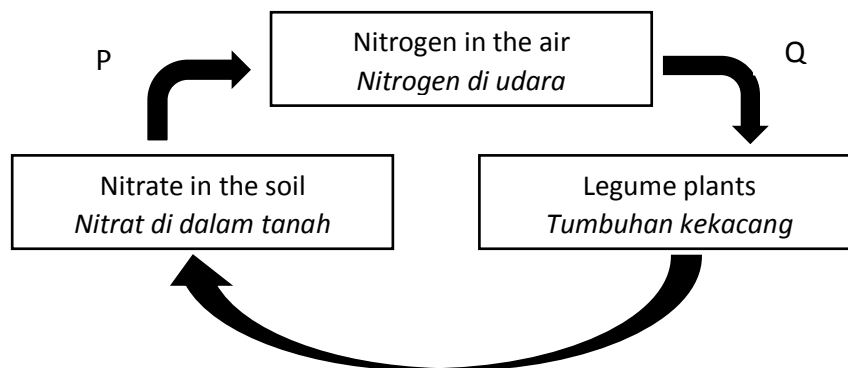 P
Nitrogen in the air
Nitrogen di udara
Q
Nitrate in the soil
Nitrat di dalam tanah
Legume plants
Tumbuhan kekacang